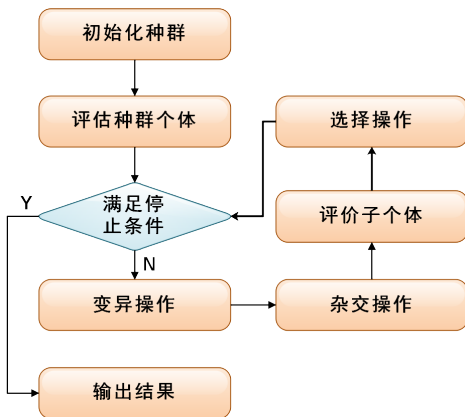 初始化种群
评估种群个体
选择操作
Y
满足停
止条件
评价子个体
N
变异操作
杂交操作
输出结果